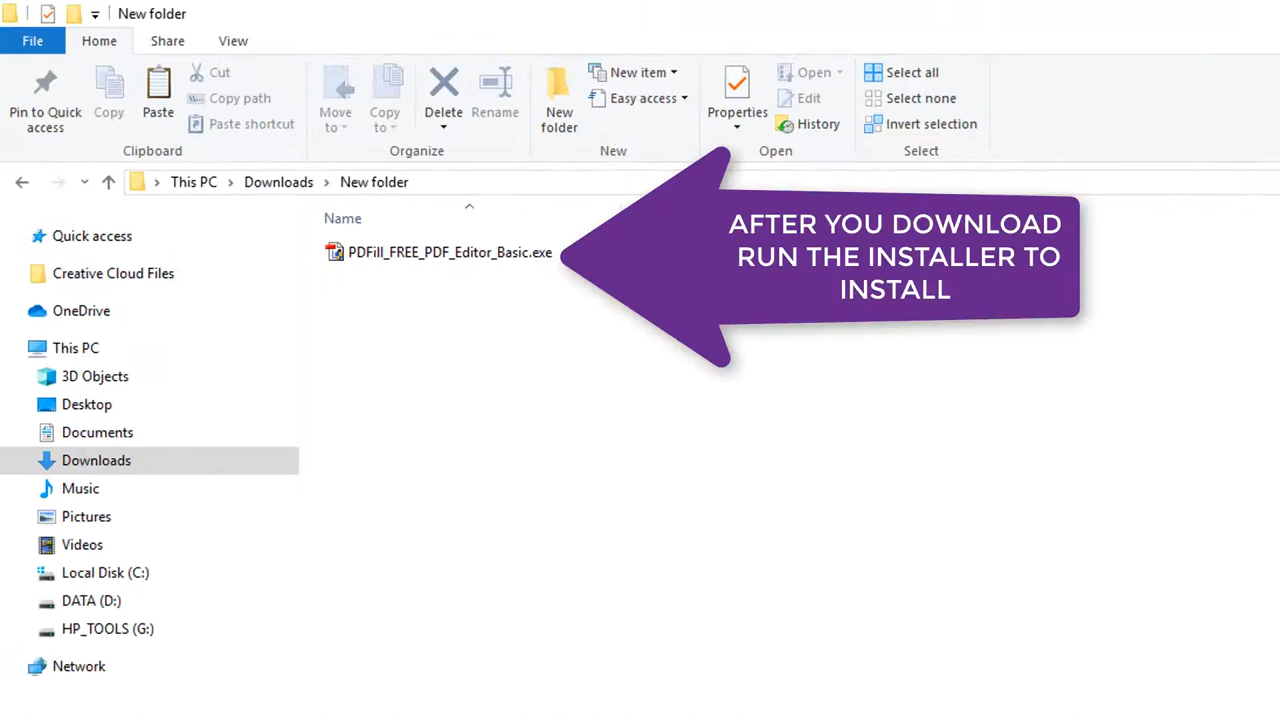 New folder
File Home Share View
Pin to Quick access
Copy
Paste
Cut
Copy path
Paste shortcut
Clipboard
Move to
Copy to
Delete
Rename
Organize
New folder
New item
Easy access
New
Properties
Open
Edit
History
Open
Select all
Select none
Invert selection
Select
This PC > Downloads > New folder
Quick access
Creative Cloud Files
OneDrive
This PC
3D Objects
Desktop
Documents
Downloads
Music
Pictures
Videos
Local Disk (C:)
DATA (D:)
HP_TOOLS (G:)
Network
Name
PDFill_FREE_PDF_Editor_Basic.exe
AFTER YOU DOWNLOAD
RUN THE INSTALLER TO
INSTALL